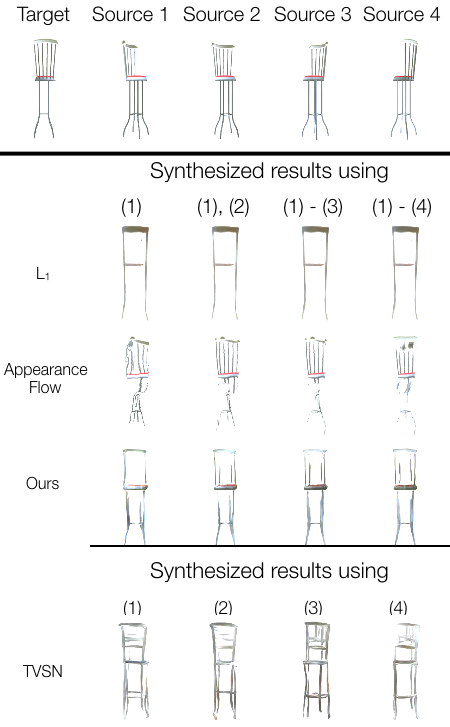 Target Source 1 Source 2 Source 3 Source 4
Synthesized results using
(1) (1), (2) (1) - (3) (1) - (4)
L₁
Appearance
Flow
Ours
Synthesized results using
(1) (2) (3) (4)
TVSN